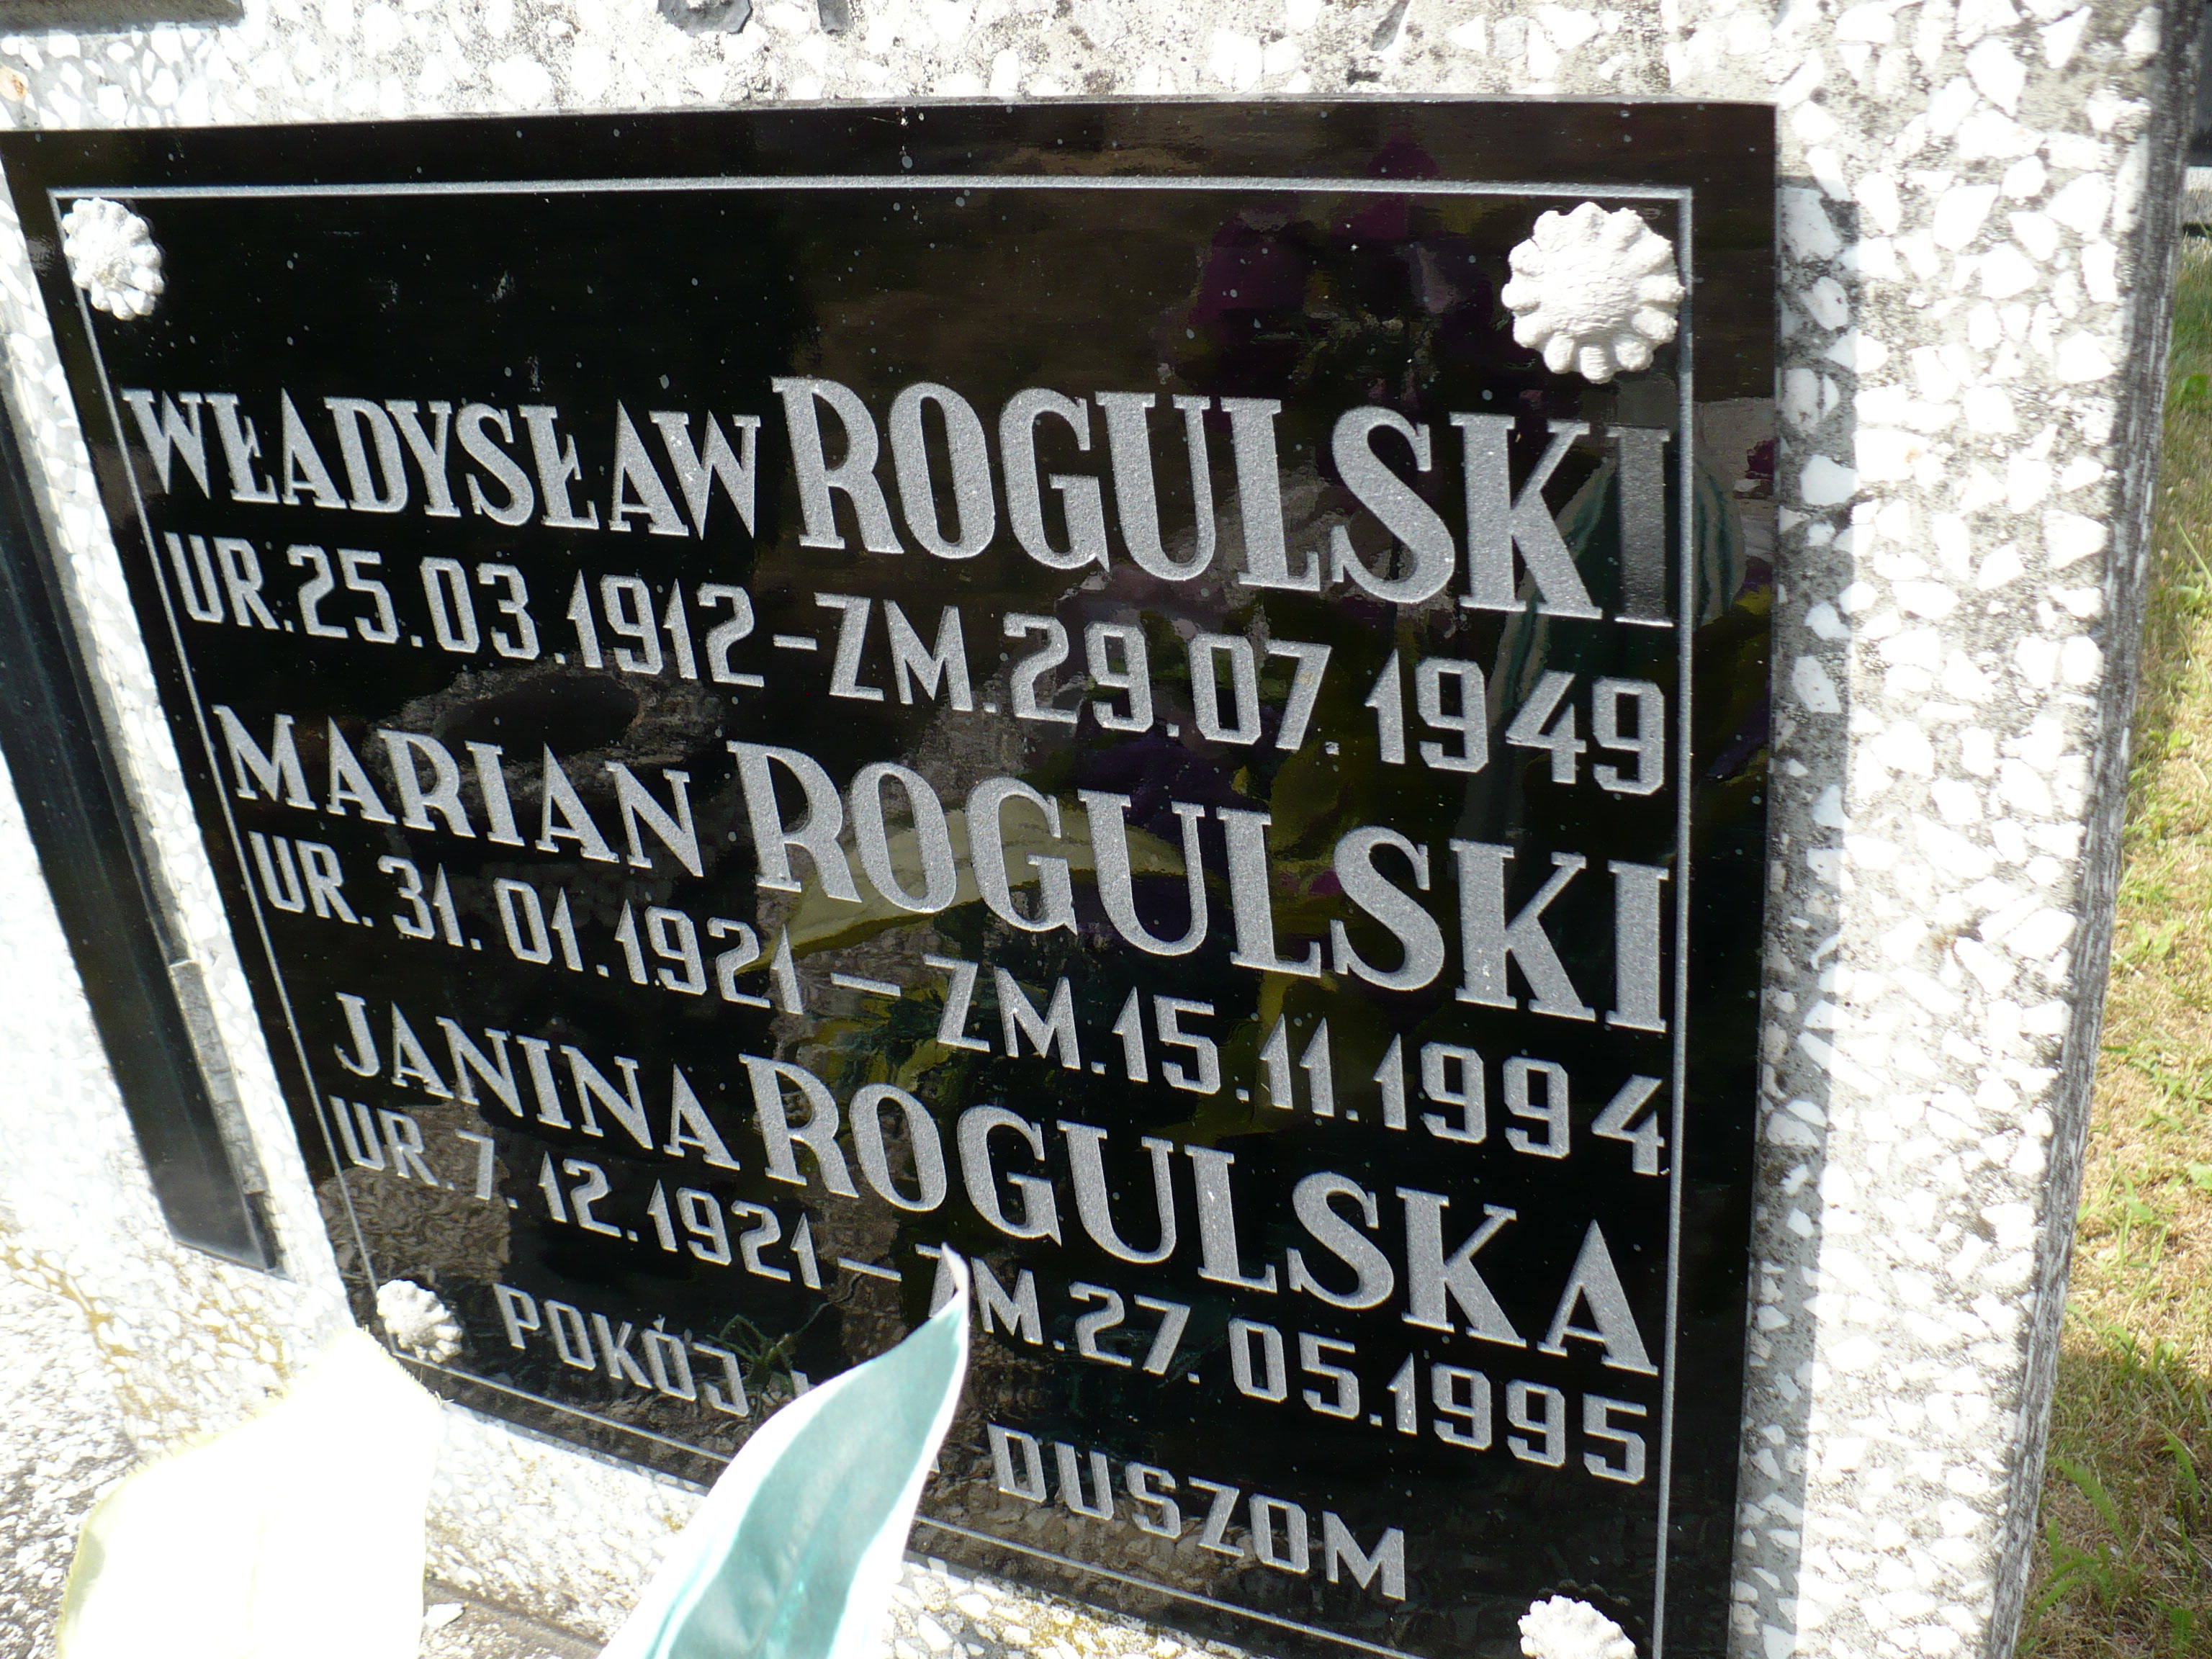 WŁADYSŁAW ROGULSKI
UR. 25.03.1912 - ZM. 29.07.1949
MARIAN ROGULSKI
UR. 31.01.1921 - ZM. 15.11.1994
JANINA ROGULSKA
UR. 7.12.1921 - ZM. 27.05.1995
POKÓJ DUSZOM